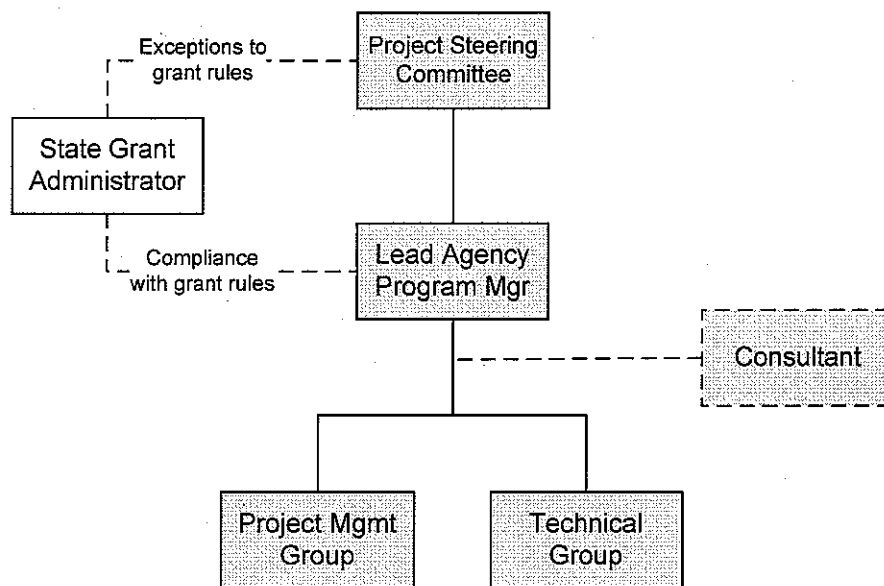 Exceptions to
grant rules
Project Steering
Committee
State Grant
Administrator
Compliance
with grant rules
Lead Agency
Program Mgr
Consultant
Project Mgmt
Group
Technical
Group